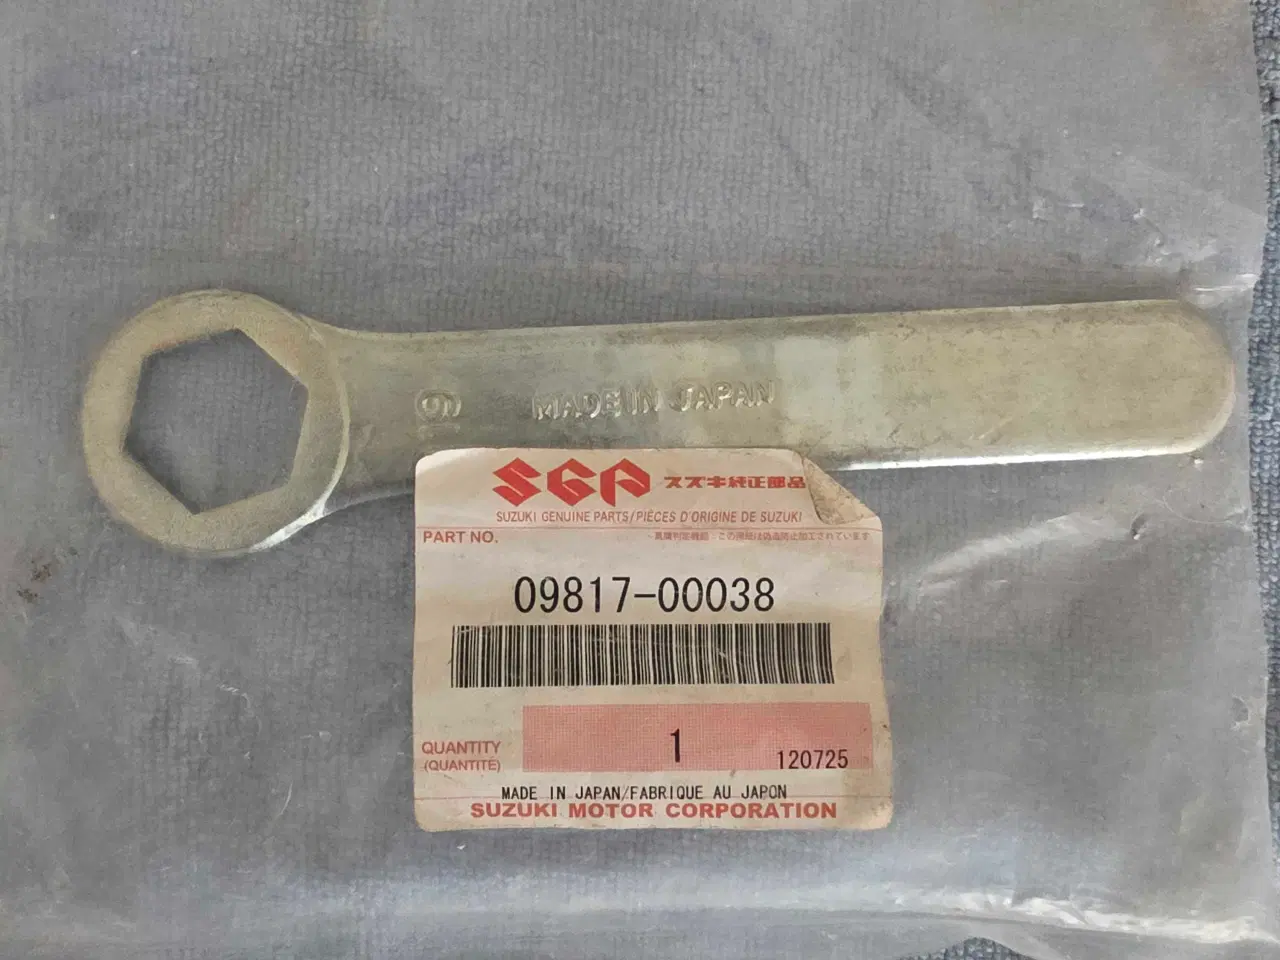 MADE IN JAPAN
SGP スズキ純正部品
SUZUKI GENUINE PARTS/PIÈCES D'ORIGINE DE SUZUKI
PART NO.
09817-00038
QUANTITY
(QUANTITÉ)
1
120725
MADE IN JAPAN/FABRIQUE AU JAPON
SUZUKI MOTOR CORPORATION